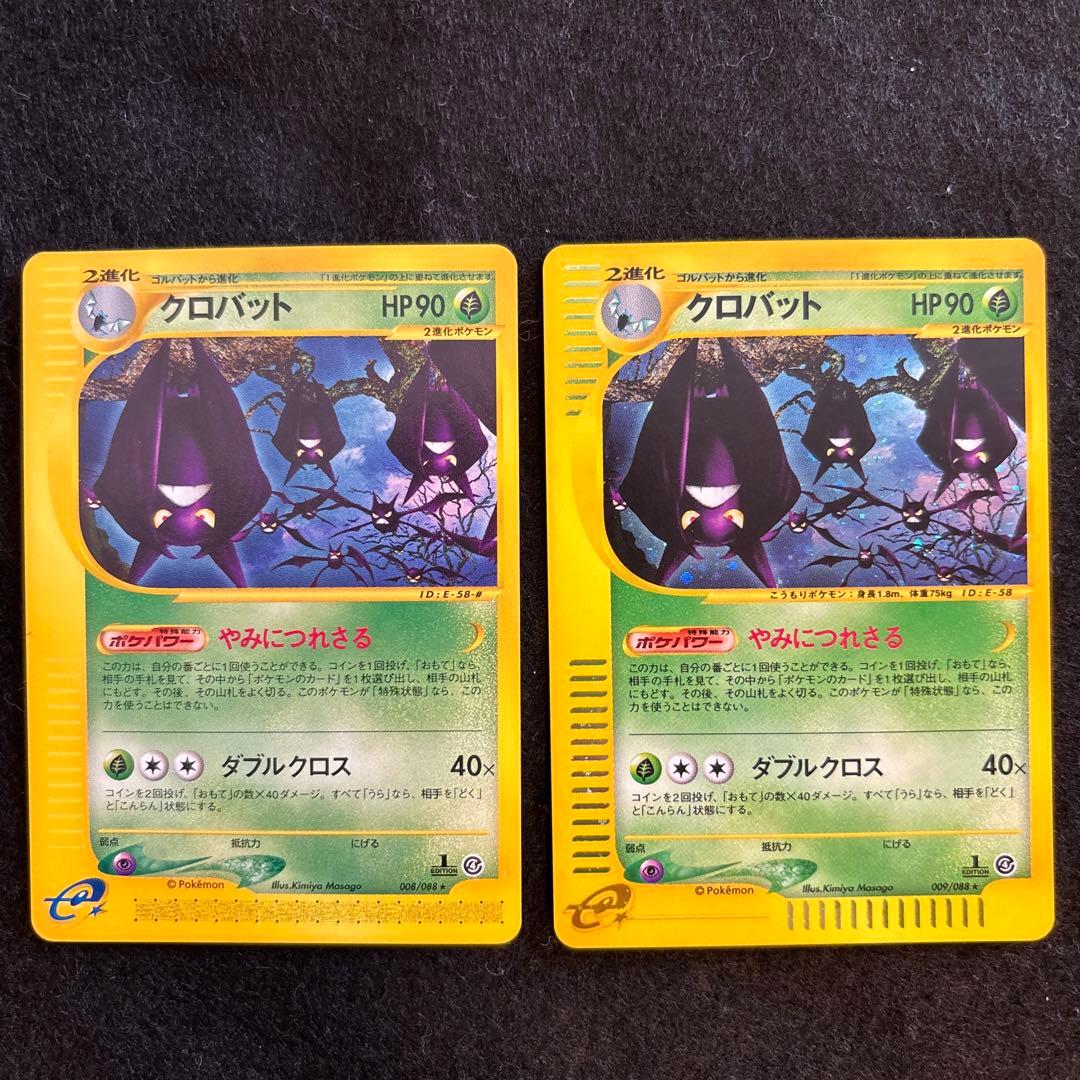 2進化 ゴルバットから進化 「1進化ポケモン」の上に重ねて進化させます
クロバット HP90
2進化ポケモン
ID:E-58-#
特殊能力
ポケパワー やみにつれさる
この力は、自分の番ごとに1回使うことができる。コインを1回投げ、「おもて」なら、
相手の手札を見て、その中から「ポケモンのカード」を1枚選び出し、相手の山札
にもどす。その後、その山札をよく切る。このポケモンが「特殊状態」なら、この
力を使うことはできない。
ダブルクロス 40×
コインを2回投げ、「おもて」の数×40ダメージ。すべて「うら」なら、相手を「どく」
と「こんらん」状態にする。
弱点 抵抗力 にげる
1
EDITION
©Pokémon Illus.Kimiya Masago 008/088★
e
2進化 ゴルバットから進化 「1進化ポケモン」の上に重ねて進化させます
クロバット HP90
2進化ポケモン
こうもりポケモン:身長1.8m、体重75kg ID:E-58
特殊能力
ポケパワー やみにつれさる
この力は、自分の番ごとに1回使うことができる。コインを1回投げ、「おもて」なら、
相手の手札を見て、その中から「ポケモンのカード」を1枚選び出し、相手の山札
にもどす。その後、その山札をよく切る。このポケモンが「特殊状態」なら、この
力を使うことはできない。
ダブルクロス 40×
コインを2回投げ、「おもて」の数×40ダメージ。すべて「うら」なら、相手を「どく」
と「こんらん」状態にする。
弱点 抵抗力 にげる
1
EDITION
©Pokémon Illus.Kimiya Masago 009/088★
e